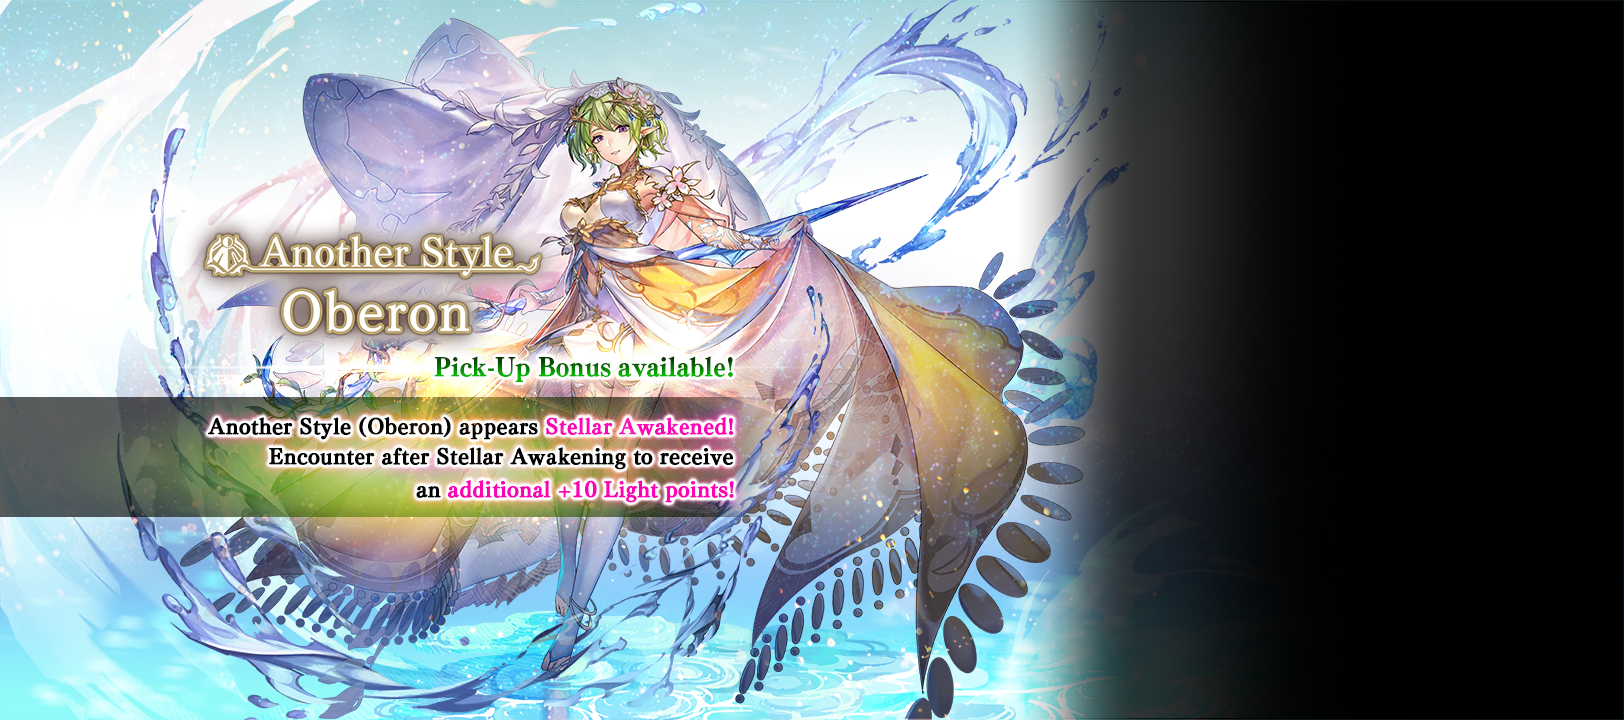 Another Style
Oberon
Pick-Up Bonus available!
Another Style (Oberon) appears Stellar Awakened!
Encounter after Stellar Awakening to receive
an additional +10 Light points!